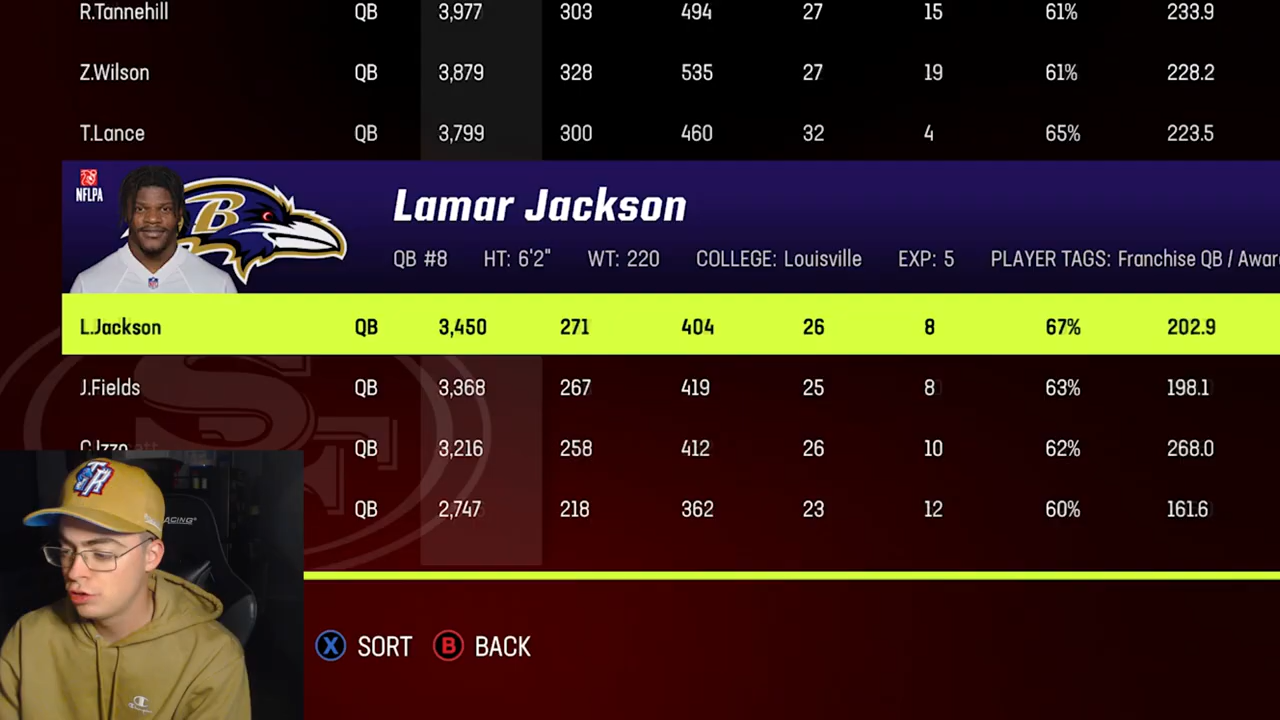 R.Tannehill QB 3,977 303 494 27 15 61% 233.9
Z.Wilson QB 3,879 328 535 27 19 61% 228.2
T.Lance QB 3,799 300 460 32 4 65% 223.5
NFLPA
B
Lamar Jackson
QB #8 HT: 6'2" WT: 220 COLLEGE: Louisville EXP: 5 PLAYER TAGS: Franchise QB / Awar
L.Jackson QB 3,450 271 404 26 8 67% 202.9
J.Fields QB 3,368 267 419 25 8 63% 198.1
QB 3,216 258 412 26 10 62% 268.0
QB 2,747 218 362 23 12 60% 161.6
SF
TR
X SORT B BACK